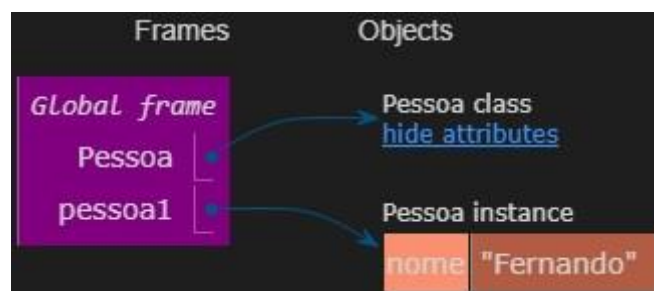 Frames Objects
Global frame
Pessoa class
hide attributes
Pessoa
pessoa1
Pessoa instance
nome "Fernando"